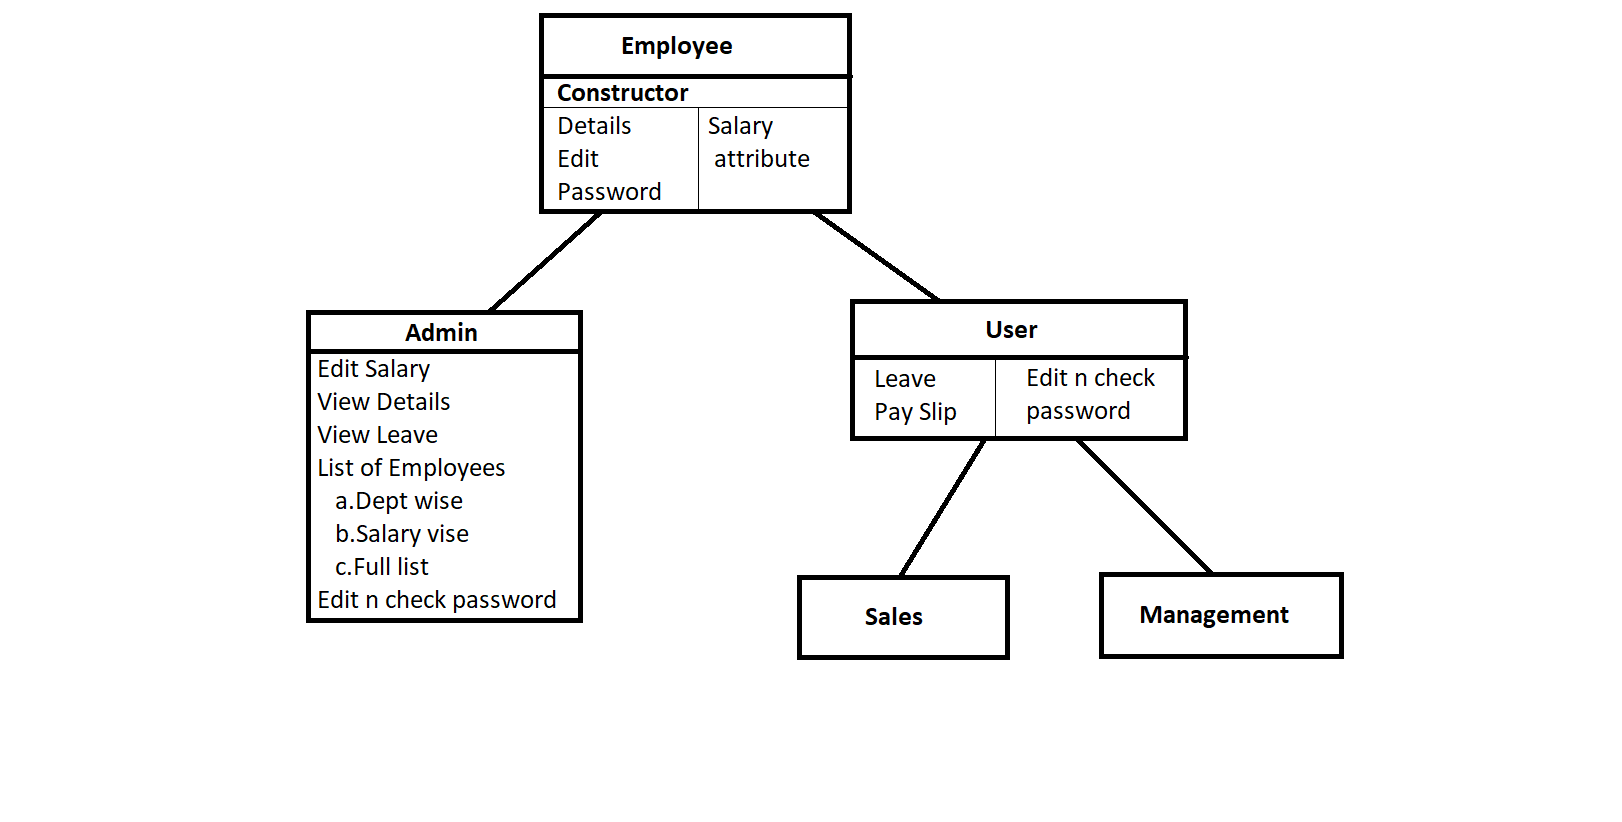 Employee
Constructor
Details
Edit
Password
Salary
attribute
Admin
Edit Salary
View Details
View Leave
List of Employees
a.Dept wise
b.Salary vise
c.Full list
Edit n check password
User
Leave
Pay Slip
Edit n check
password
Sales
Management